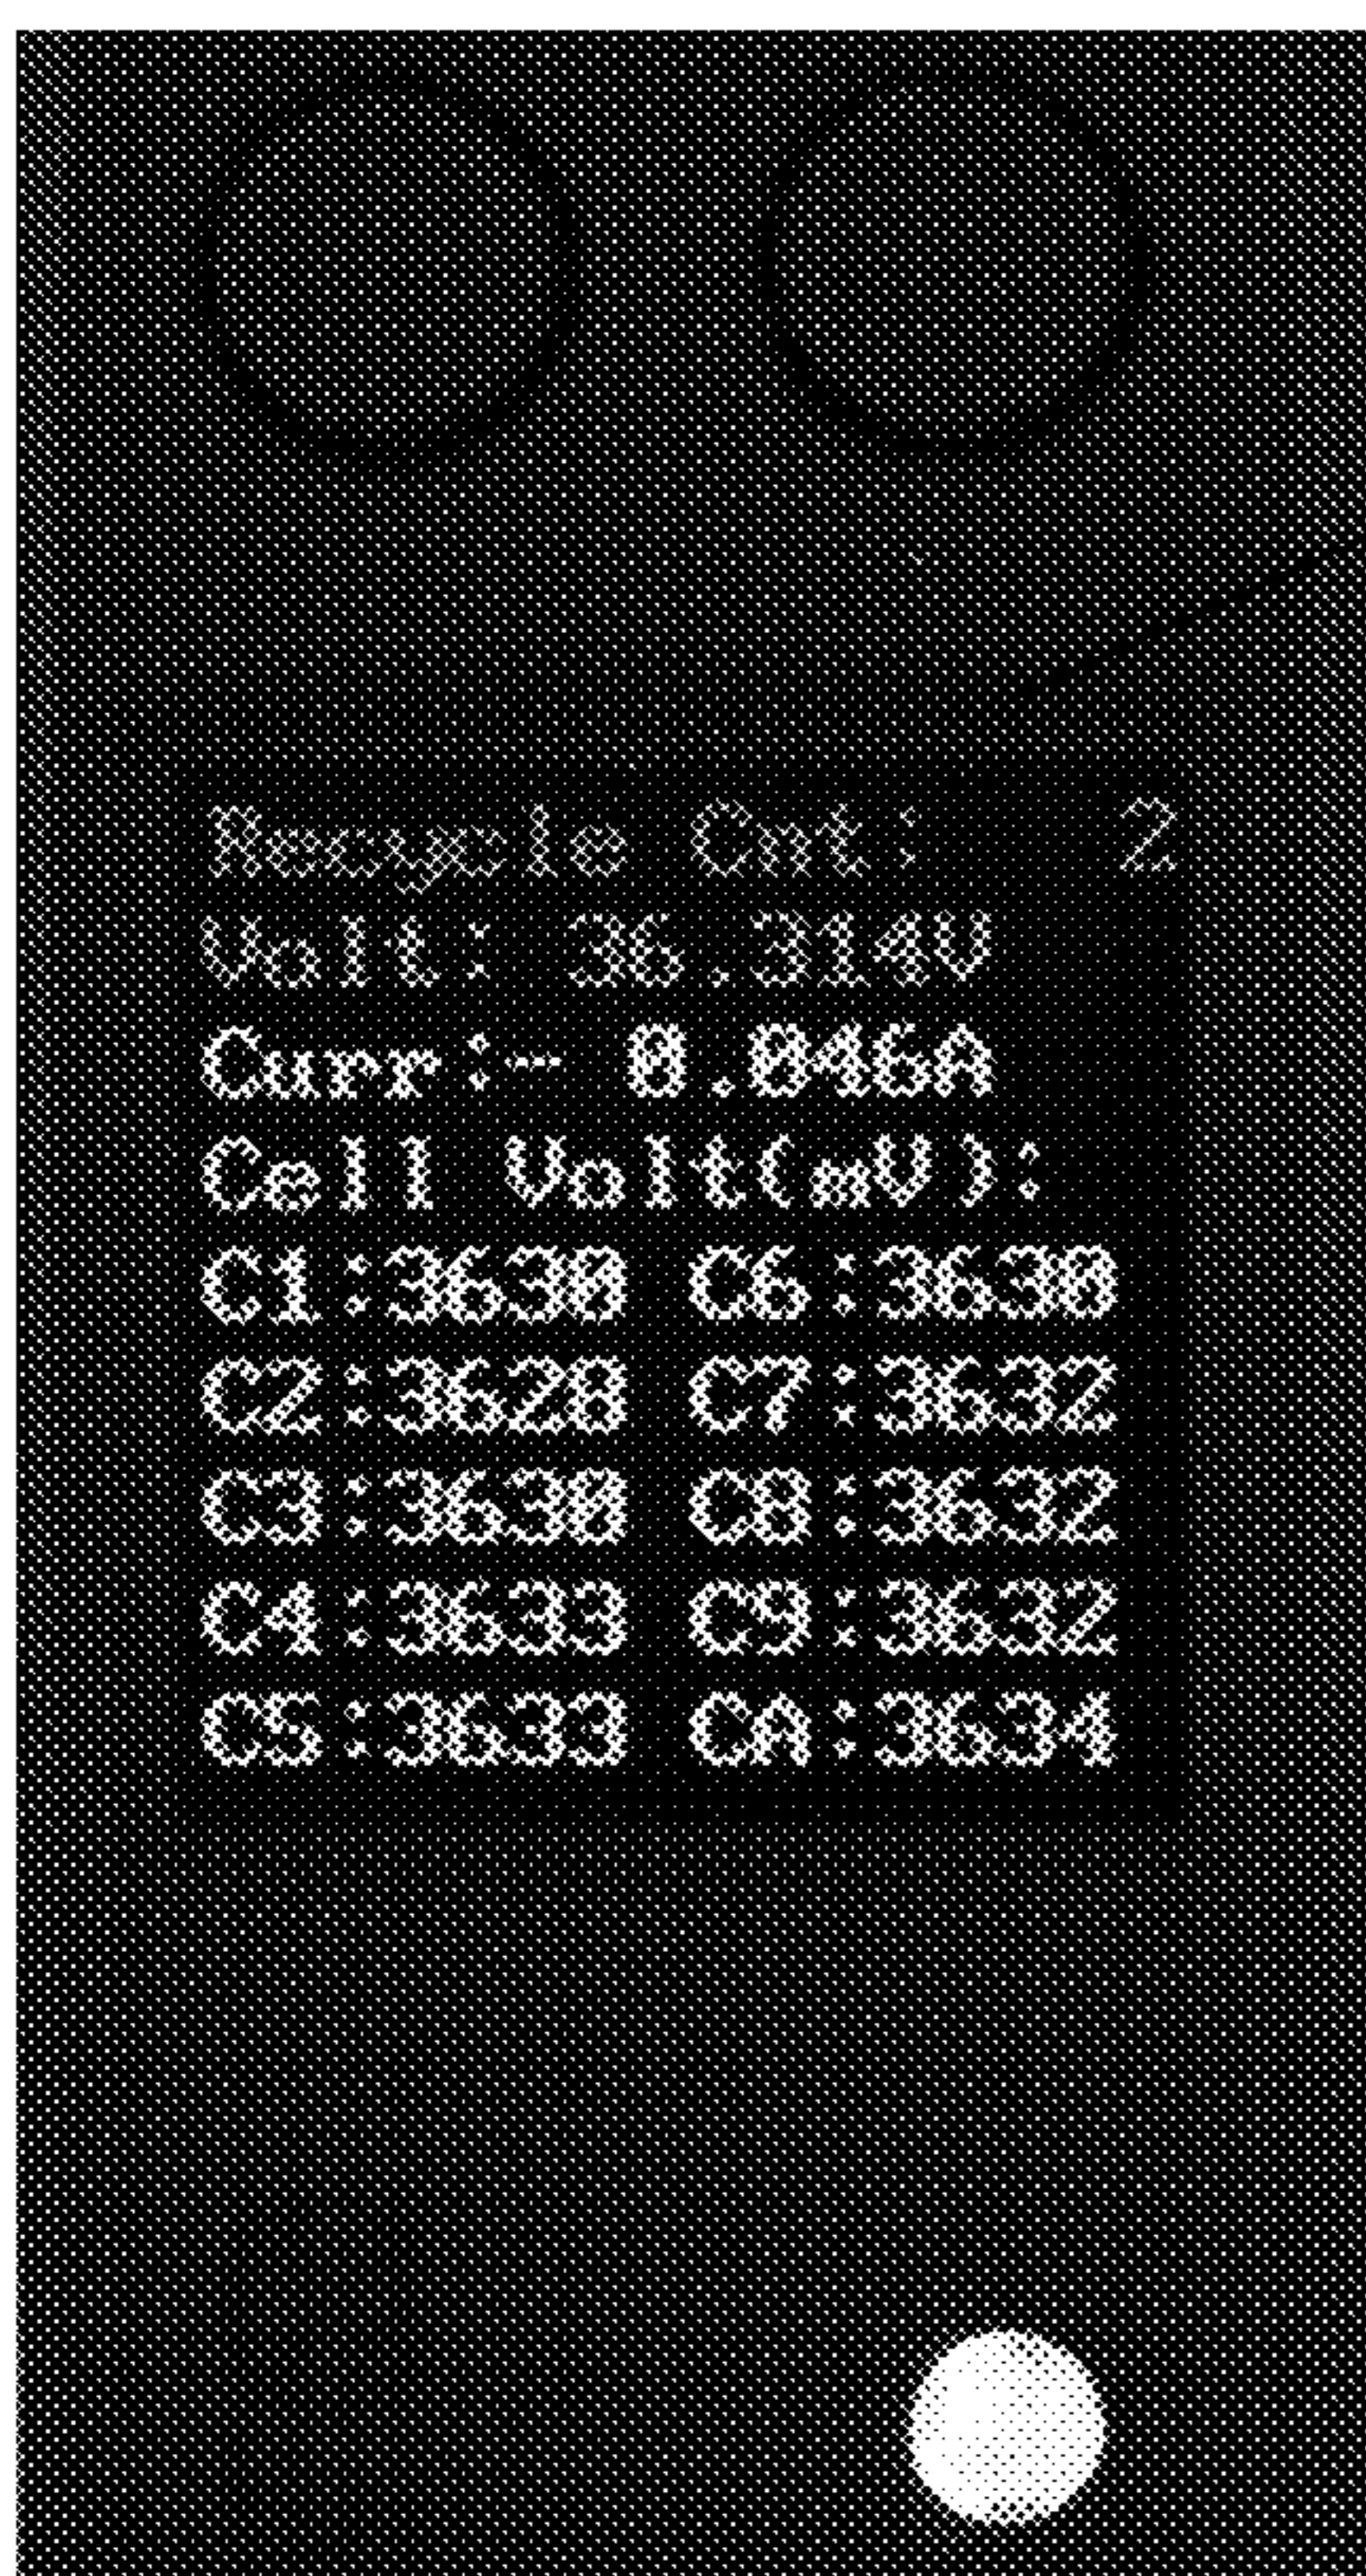 Recycle Cnt: 2
Volt: 36.314V
Curr:- 0.046A
Cell Volt(mV):
C1:3630 C6:3630
C2:3628 C7:3632
C3:3630 C8:3632
C4:3633 C9:3632
C5:3633 CA:3634